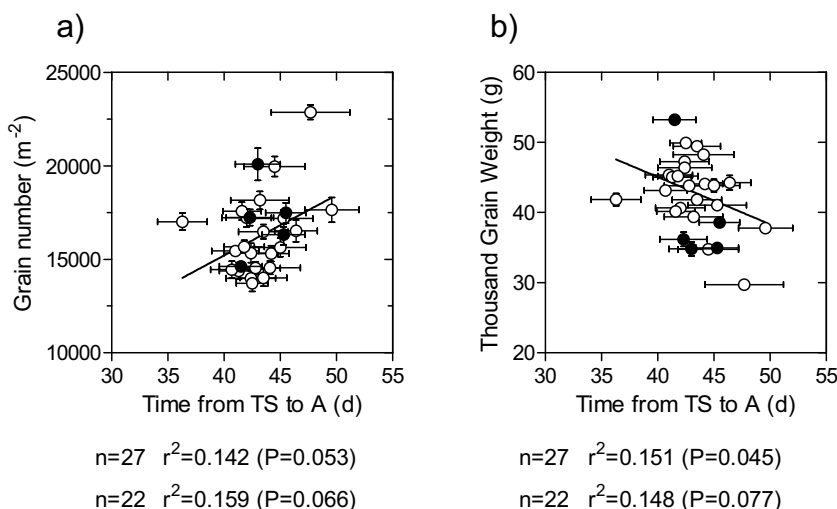 a)
25000
20000
15000
10000
Grain number (m⁻²)
30 35 40 45 50 55
Time from TS to A (d)
n=27 r²=0.142 (P=0.053)
n=22 r²=0.159 (P=0.066)
b)
60
50
40
30
20
Thousand Grain Weight (g)
30 35 40 45 50 55
Time from TS to A (d)
n=27 r²=0.151 (P=0.045)
n=22 r²=0.148 (P=0.077)